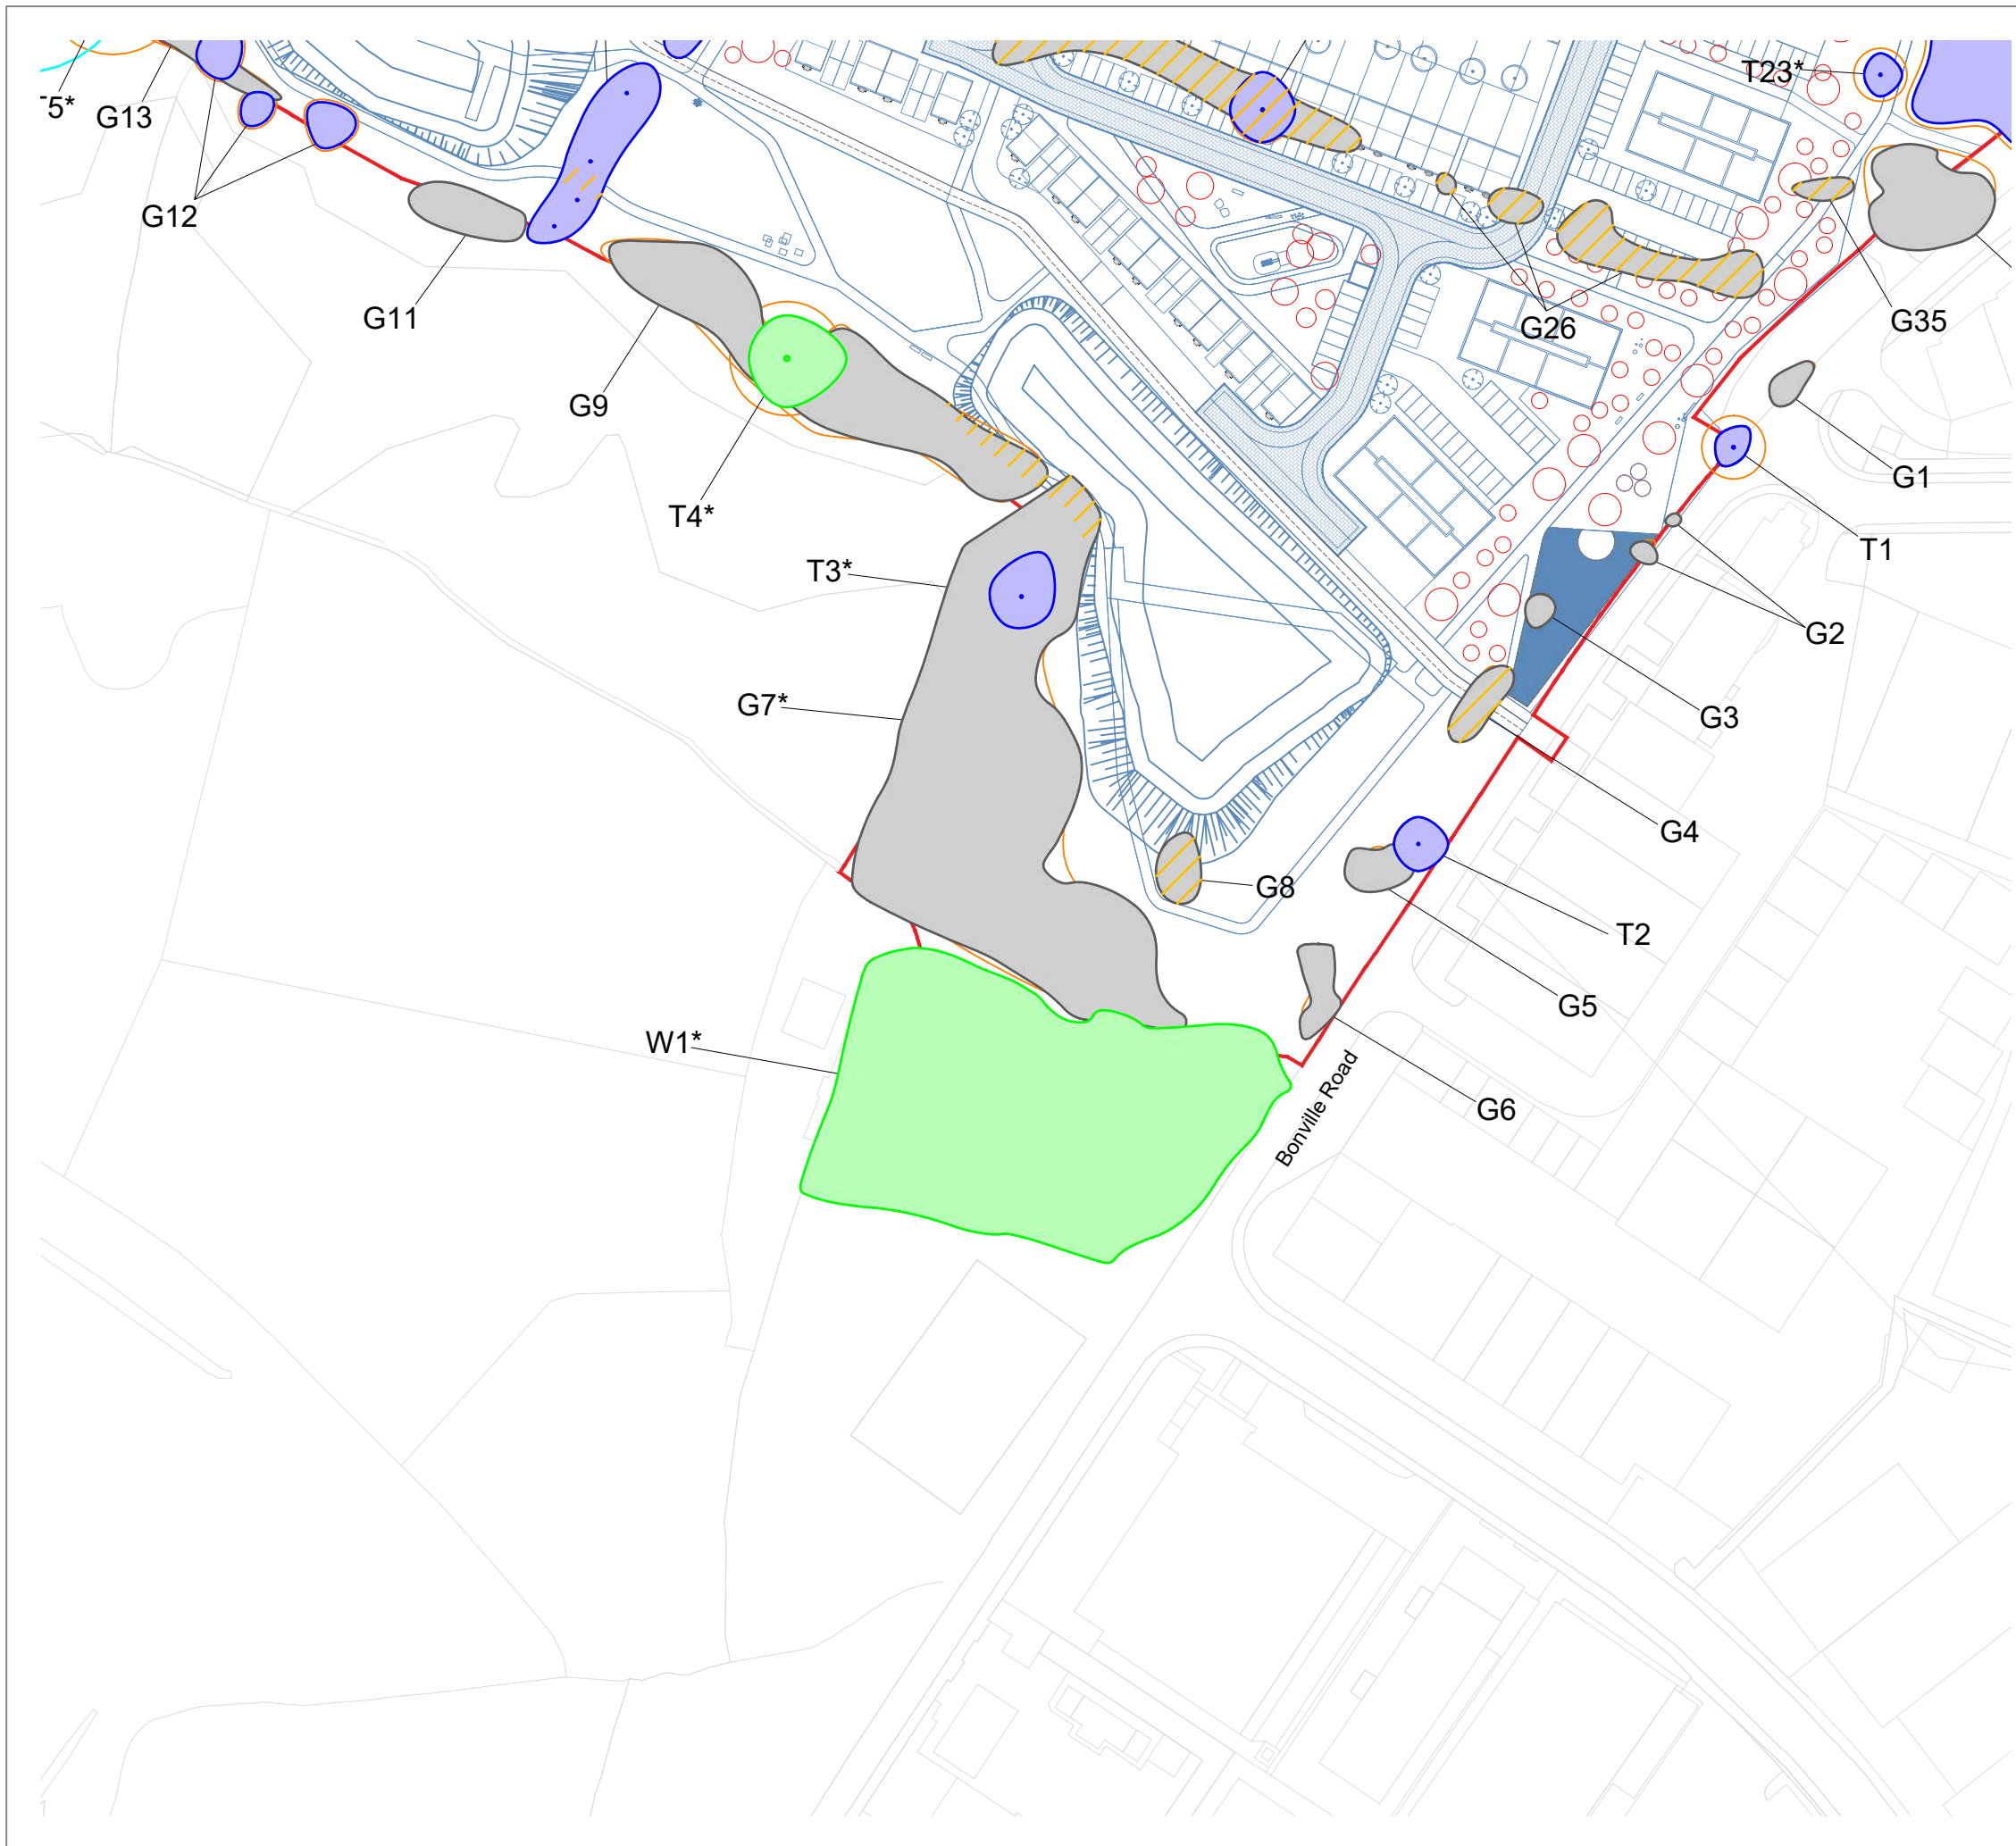 T23*
5*
G13
G12
G11
G35
G26
G9
G1
T4*
T1
T3*
G2
G7*
G3
G4
G8
T2
G5
W1*
G6
Bonville Road